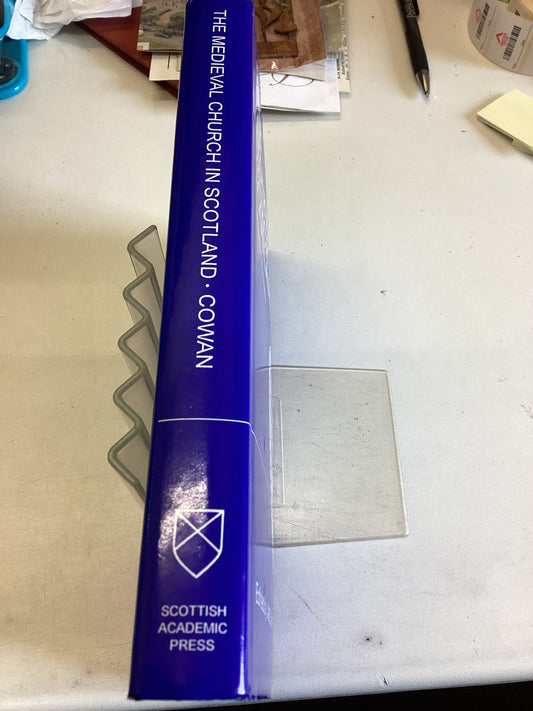 THE MEDIEVAL CHURCH IN SCOTLAND · COWAN
SCOTTISH
ACADEMIC
PRESS